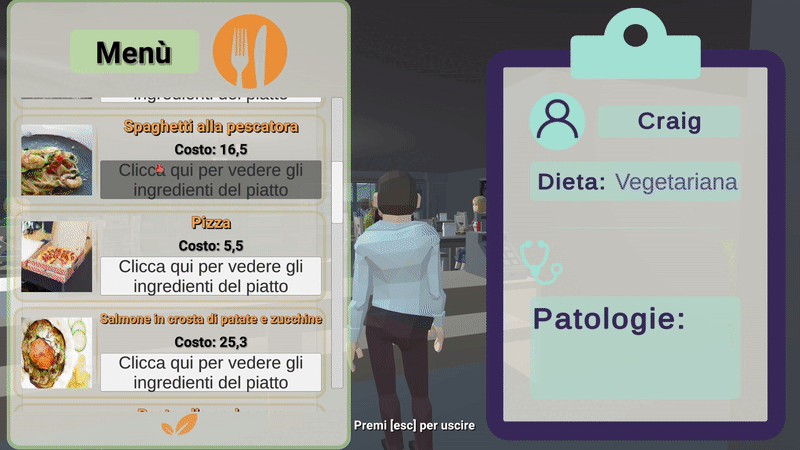 Menù
ingredienti del piatto
Spaghetti alla pescatora
Costo: 16,5
Clicca qui per vedere gli
ingredienti del piatto
Pizza
Costo: 5,5
Clicca qui per vedere gli
ingredienti del piatto
Salmone in crosta di patate e zucchine
Costo: 25,3
Clicca qui per vedere gli
ingredienti del piatto
Premi [esc] per uscire
Craig
Dieta: Vegetariana
Patologie: